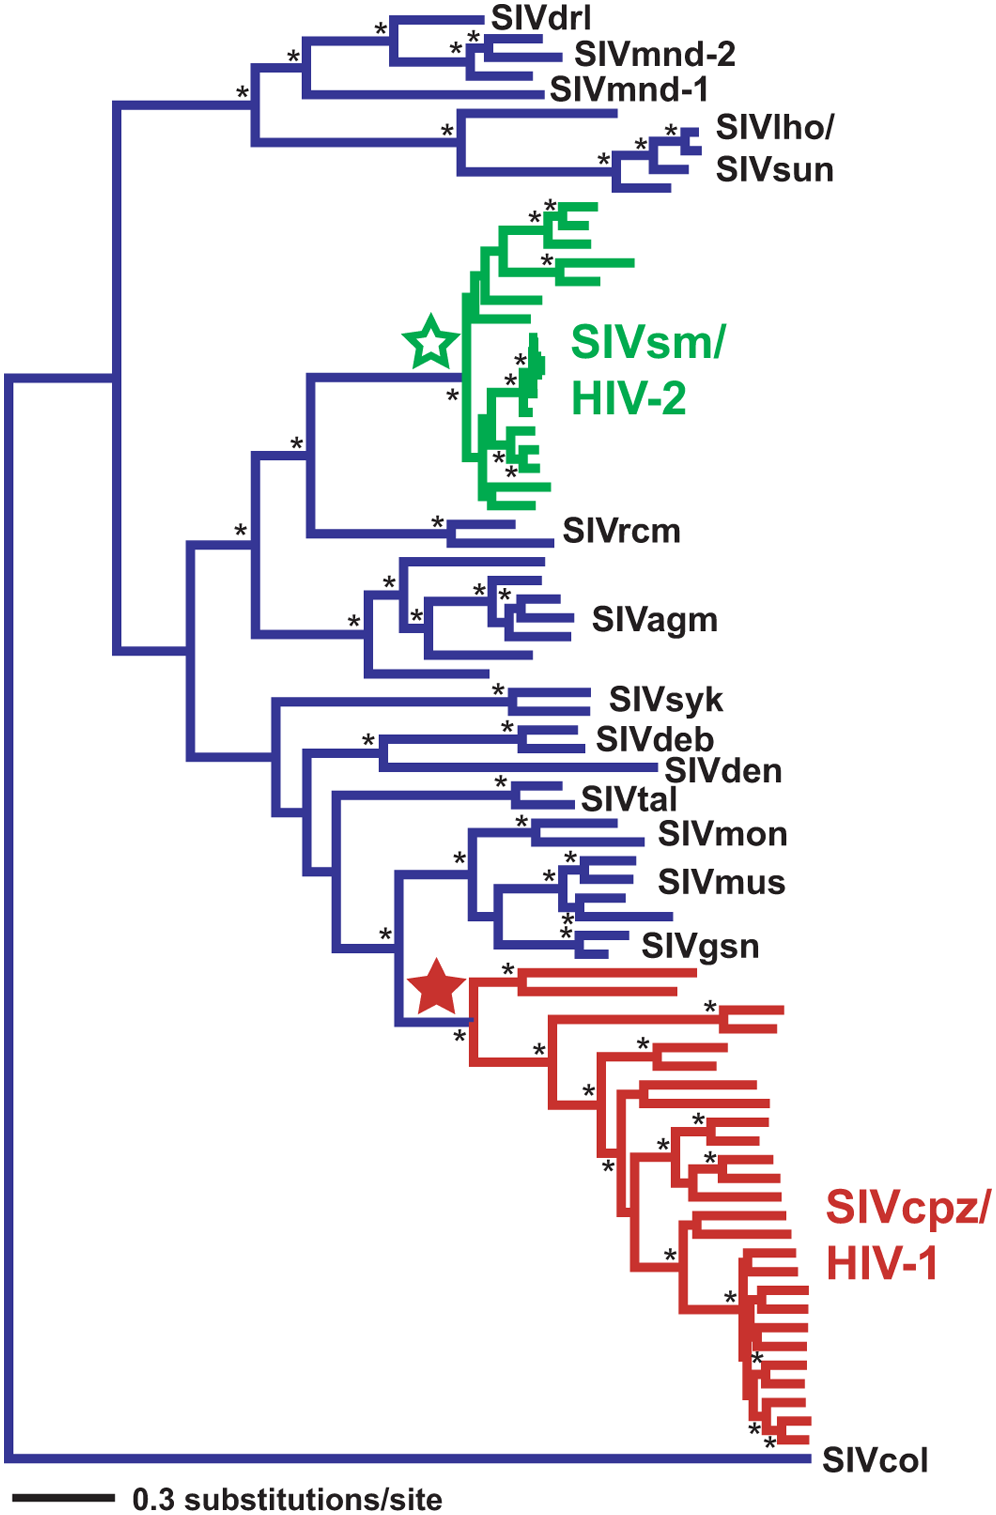 SIVdrl
SIVmnd-2
SIVmnd-1
SIVlho/
SIVsun
SIVsm/
HIV-2
SIVrcm
SIVagm
SIVsyk
SIVdeb
SIVden
SIVtal
SIVmon
SIVmus
SIVgsn
SIVcpz/
HIV-1
SIVcol
0.3 substitutions/site